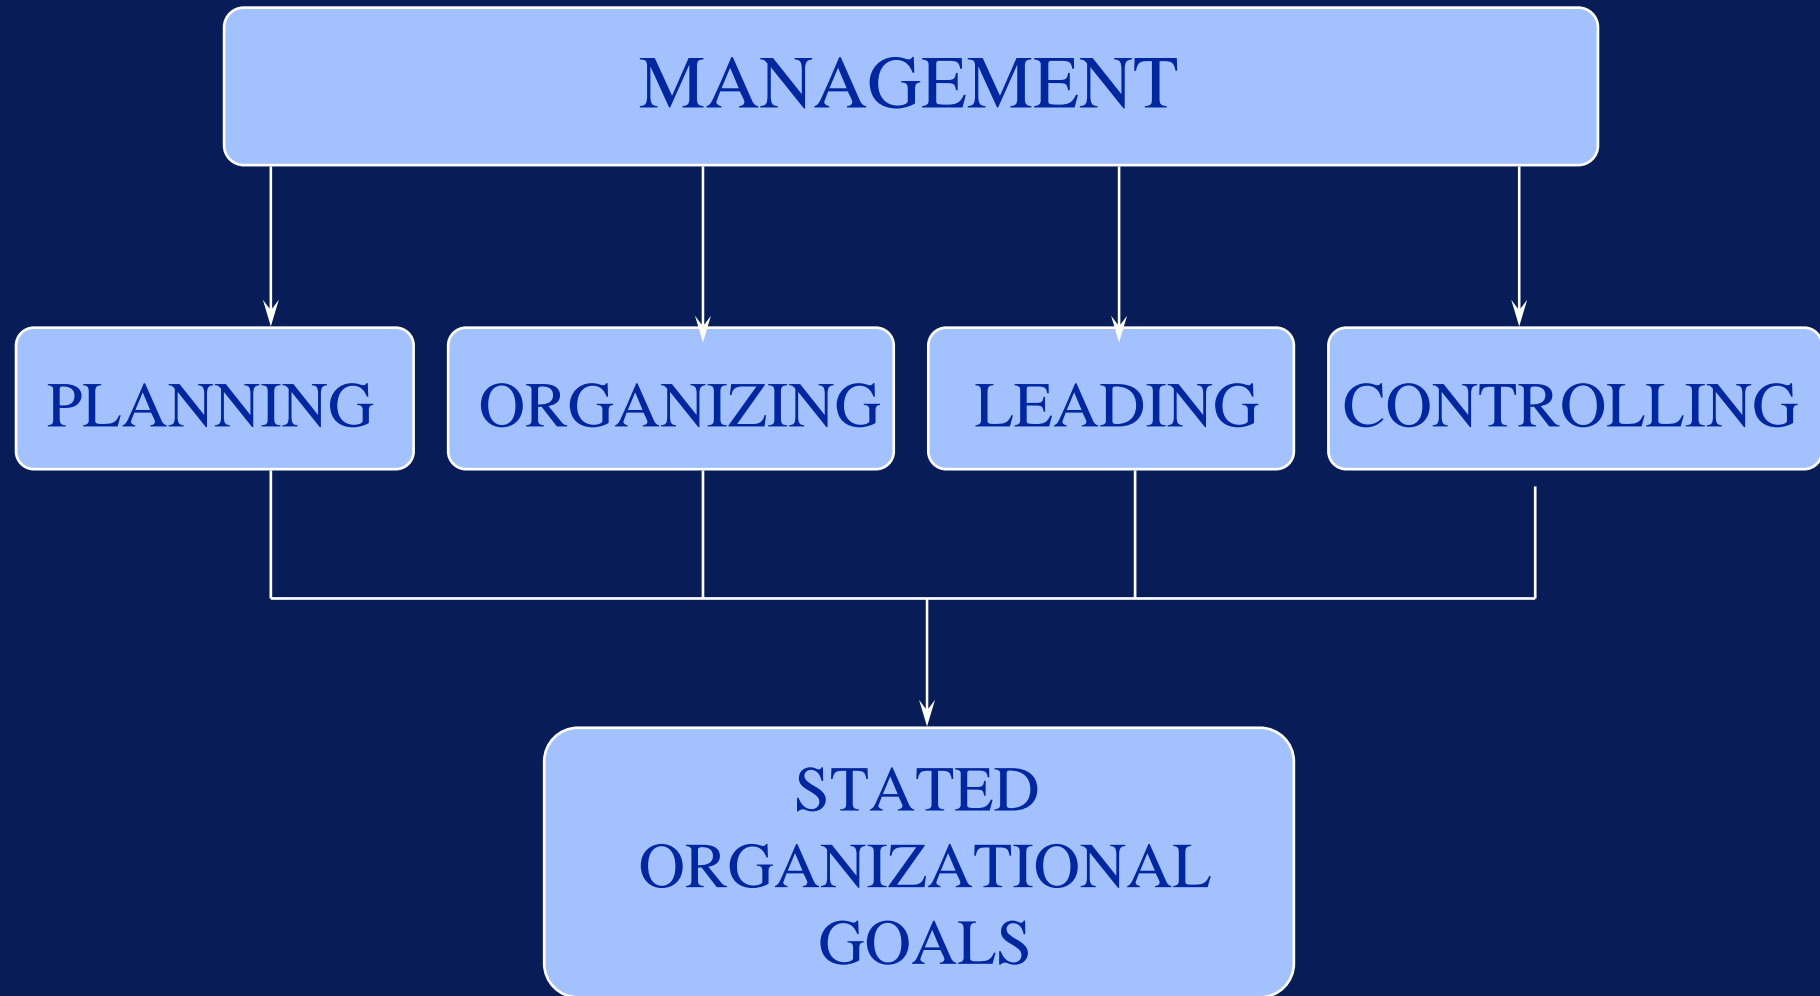 MANAGEMENT
PLANNING
ORGANIZING
LEADING
CONTROLLING
STATED
ORGANIZATIONAL
GOALS